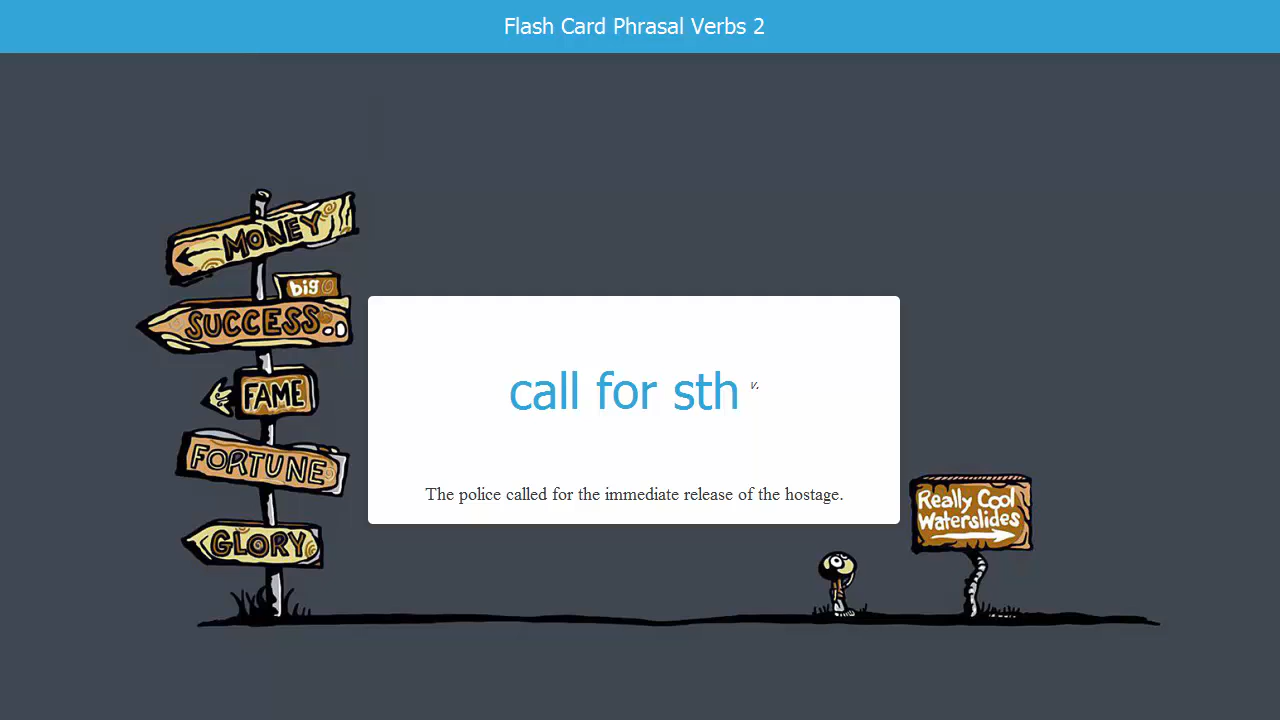 Flash Card Phrasal Verbs 2
MONEY
big
SUCCESS
FAME
FORTUNE
GLORY
call for sth v.
The police called for the immediate release of the hostage.
Really Cool
Waterslides